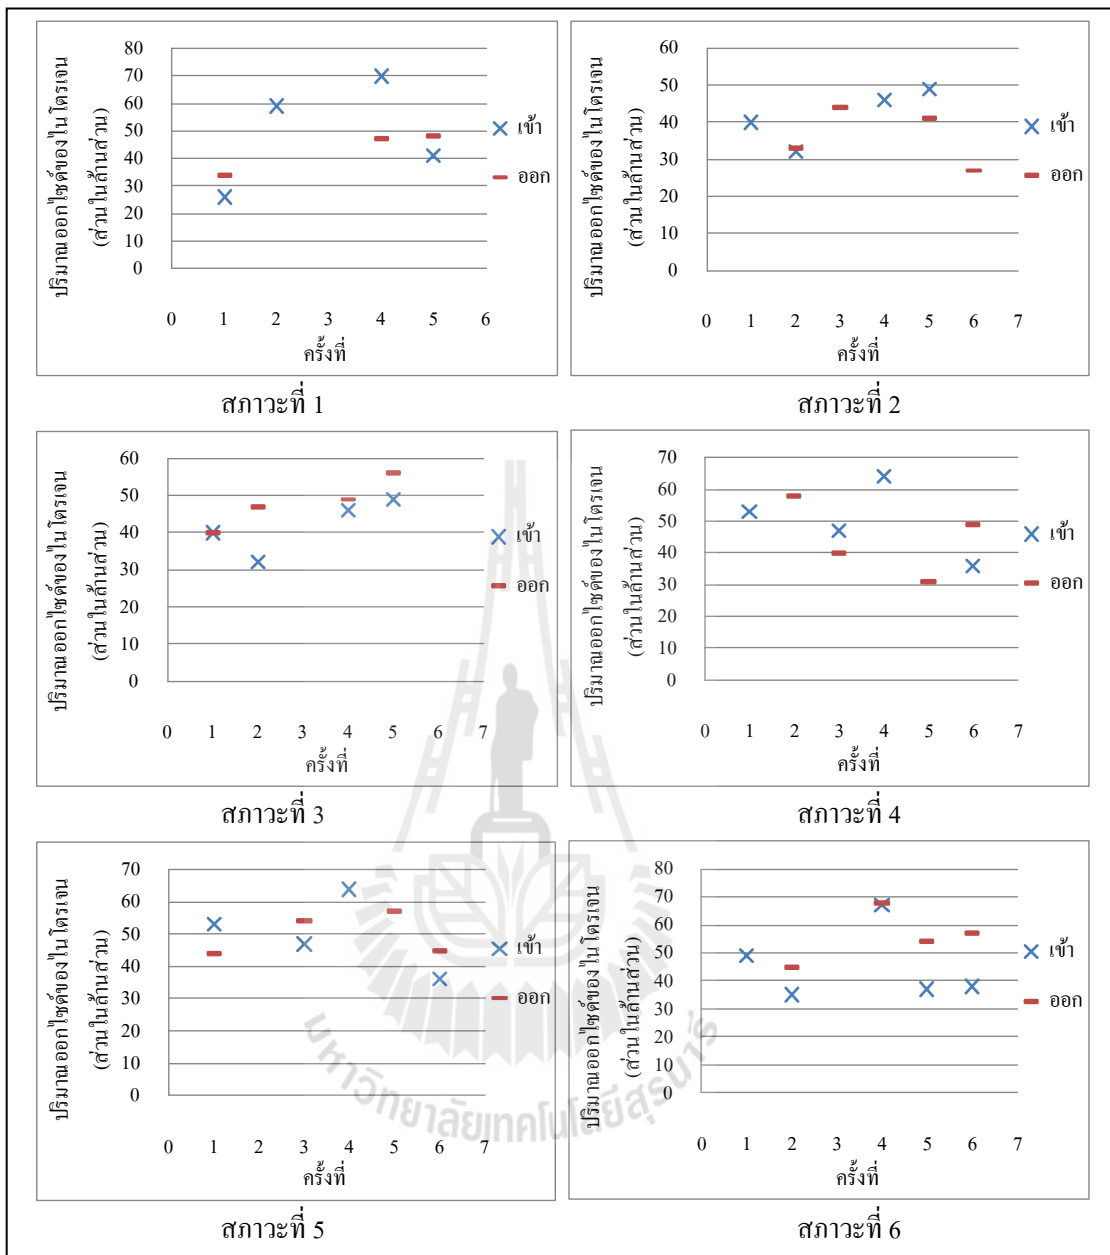 ปริมาณออกไซด์ของไนโตรเจน
(ส่วนในล้านส่วน)
80
70
60
50
40
30
20
10
0
0 1 2 3 4 5 6
ครั้งที่
เข้า
ออก
สภาวะที่ 1
ปริมาณออกไซด์ของไนโตรเจน
(ส่วนในล้านส่วน)
60
50
40
30
20
10
0
0 1 2 3 4 5 6 7
ครั้งที่
เข้า
ออก
สภาวะที่ 2
ปริมาณออกไซด์ของไนโตรเจน
(ส่วนในล้านส่วน)
60
50
40
30
20
10
0
0 1 2 3 4 5 6 7
ครั้งที่
เข้า
ออก
สภาวะที่ 3
ปริมาณออกไซด์ของไนโตรเจน
(ส่วนในล้านส่วน)
70
60
50
40
30
20
10
0
0 1 2 3 4 5 6 7
ครั้งที่
เข้า
ออก
สภาวะที่ 4
ปริมาณออกไซด์ของไนโตรเจน
(ส่วนในล้านส่วน)
70
60
50
40
30
20
10
0
0 1 2 3 4 5 6 7
ครั้งที่
เข้า
ออก
สภาวะที่ 5
ปริมาณออกไซด์ของไนโตรเจน
(ส่วนในล้านส่วน)
80
70
60
50
40
30
20
10
0
0 1 2 3 4 5 6 7
ครั้งที่
เข้า
ออก
สภาวะที่ 6
มหาวิทยาลัยเทคโนโลยีสุรนารี